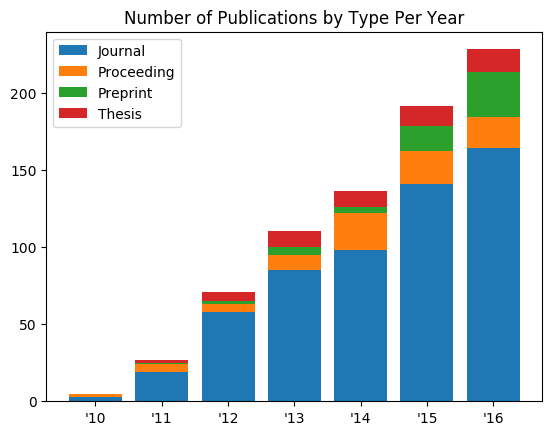 Number of Publications by Type Per Year
Journal
Proceeding
Preprint
Thesis
200
150
100
50
0
'10 '11 '12 '13 '14 '15 '16